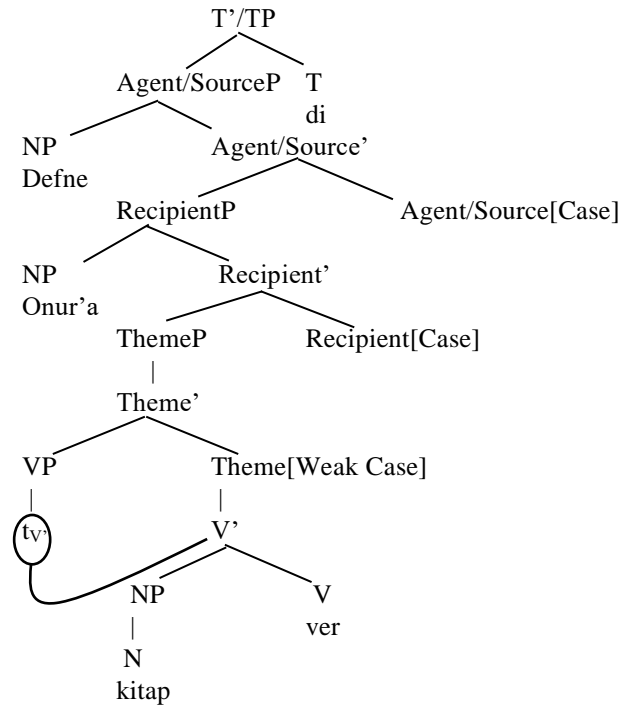 T’/TP
Agent/SourceP T
di
NP Agent/Source’
Defne
RecipientP Agent/Source[Case]
NP Recipient’
Onur’a
ThemeP Recipient[Case]
Theme’
VP Theme[Weak Case]
tV’ V’
NP V
ver
N
kitap